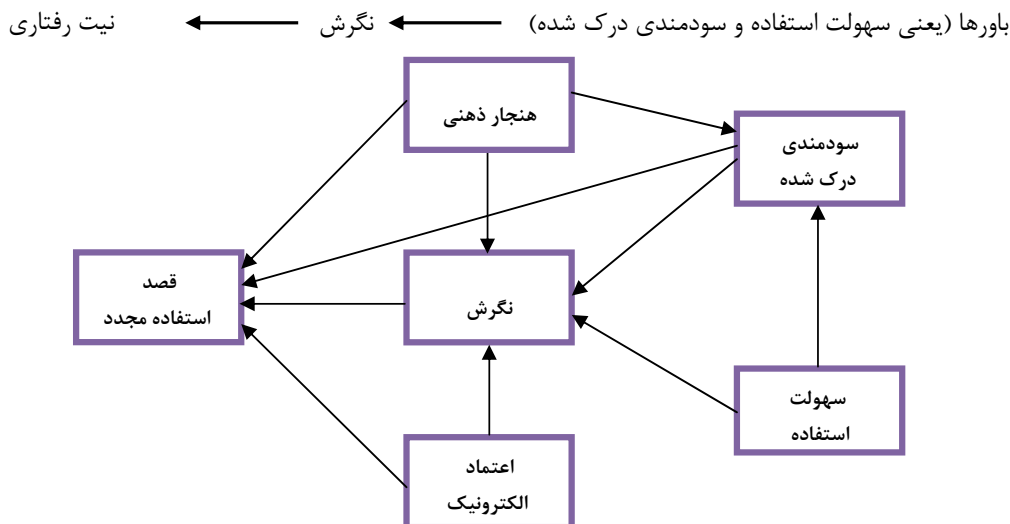 باورها (یعنی سهولت استفاده و سودمندی درک شده) نگرش نیت رفتاری
هنجار ذهنی
سودمندی
درک شده
قصد
استفاده مجدد
نگرش
سهولت
استفاده
اعتماد
الکترونیک